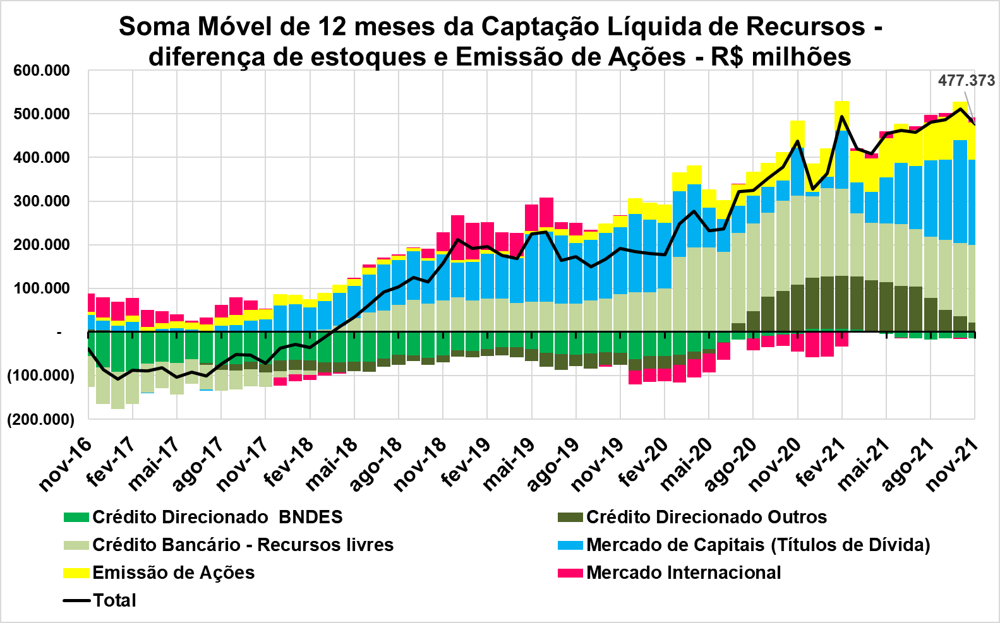 Soma Móvel de 12 meses da Captação Líquida de Recursos -
diferença de estoques e Emissão de Ações - R$ milhões
600.000
477.373
500.000
400.000
300.000
200.000
100.000
-
(100.000)
(200.000)
nov-16 fev-17 mai-17 ago-17 nov-17 fev-18 mai-18 ago-18 nov-18 fev-19 mai-19 ago-19 nov-19 fev-20 mai-20 ago-20 nov-20 fev-21 mai-21 ago-21 nov-21
Crédito Direcionado  BNDES
Crédito Direcionado Outros
Crédito Bancário - Recursos livres
Mercado de Capitais (Títulos de Dívida)
Emissão de Ações
Mercado Internacional
Total